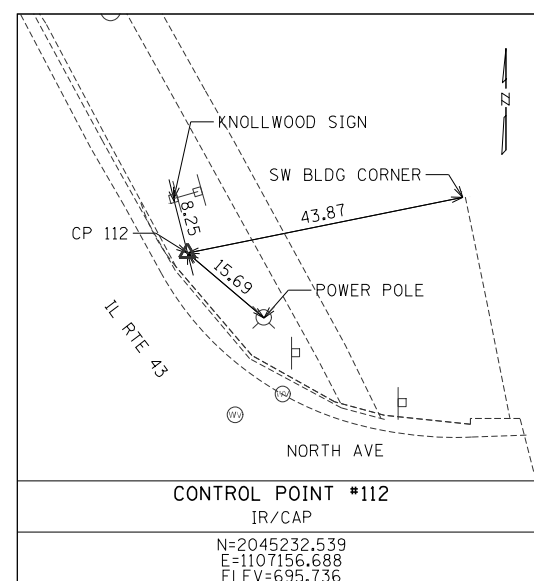 KNOLLWOOD SIGN
SW BLDG CORNER
8.25
43.87
CP 112
15.69
POWER POLE
IL RTE 43
WV
WV
NORTH AVE
N
CONTROL POINT #112
IR/CAP
N=2045232.539
E=1107156.688
ELEV=695.736